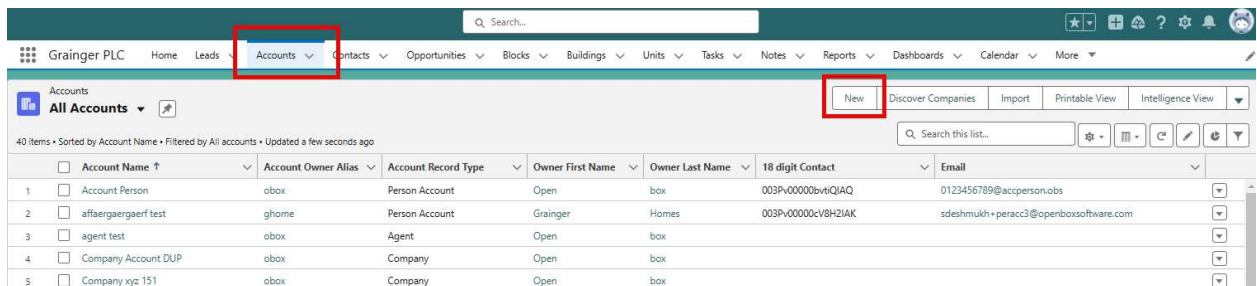 Search...
Grainger PLC Home Leads Accounts Contacts Opportunities Blocks Buildings Units Tasks Notes Reports Dashboards Calendar More
Accounts
All Accounts
New Discover Companies Import Printable View Intelligence View
40 items • Sorted by Account Name • Filtered by All accounts • Updated a few seconds ago
Search this list...
Account Name ↑ Account Owner Alias Account Record Type Owner First Name Owner Last Name 18 digit Contact Email
1 Account Person obox Person Account Open box 003Pv00000bvtiQIAQ 0123456789@accperson.obs
2 affaergaergaerf test ghome Person Account Grainger Homes 003Pv00000cV8H2IAK sdeshmukh+peracc3@openboxsoftware.com
3 agent test obox Agent Open box
4 Company Account DUP obox Company Open box
5 Company xyz 151 obox Company Open box